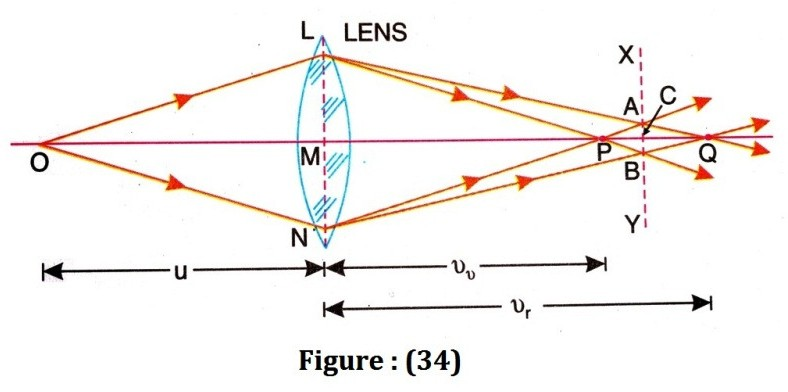 L LENS
X
A C
O M P B Q
N Y
u υᵥ
υᵣ
Figure : (34)